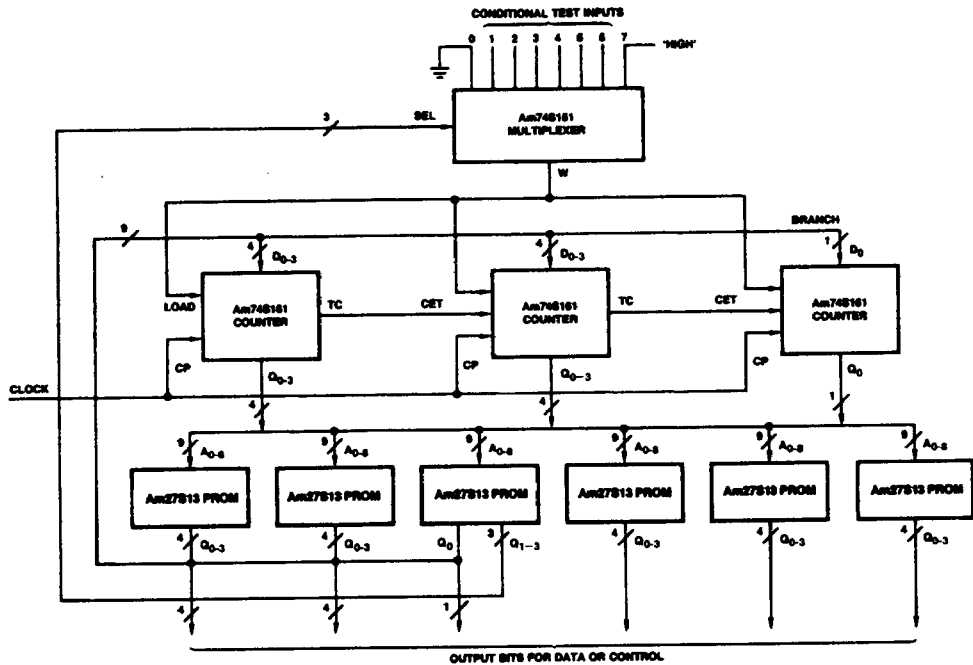 CONDITIONAL TEST INPUTS
0 1 2 3 4 5 6 7
'HIGH'
3
SEL
Am74S151
MULTIPLEXER
W
9
BRANCH
4
D0-3
4
D0-3
1
D0
LOAD
Am74S161
COUNTER
TC
CET
Am74S161
COUNTER
TC
CET
Am74S161
COUNTER
CP
CP
CP
CLOCK
Q0-3
Q0-3
Q0
4
4
1
9
A0-8
9
A0-8
9
A0-8
9
A0-8
9
A0-8
9
A0-8
Am27S13 PROM
Am27S13 PROM
Am27S13 PROM
Am27S13 PROM
Am27S13 PROM
Am27S13 PROM
4
Q0-3
4
Q0-3
Q0
3
Q1-3
4
Q0-3
4
Q0-3
4
Q0-3
4
4
1
OUTPUT BITS FOR DATA OR CONTROL